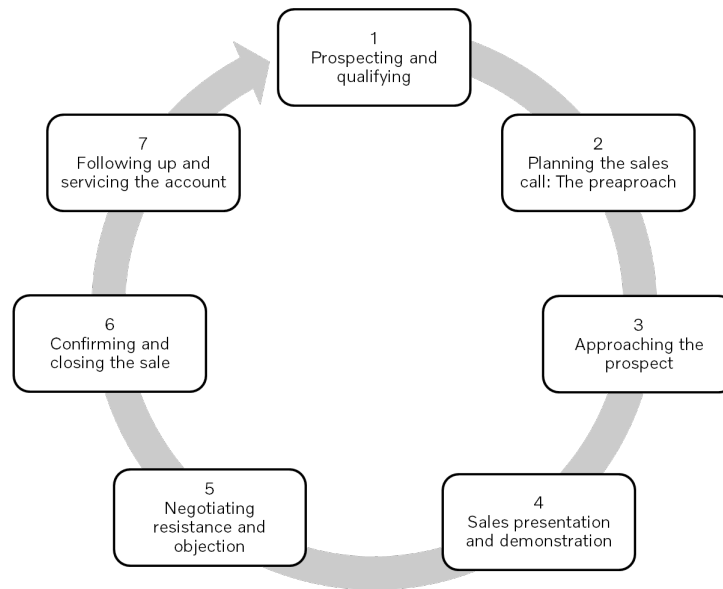 1
Prospecting and
qualifying
2
Planning the sales
call: The preaproach
3
Approaching the
prospect
4
Sales presentation
and demonstration
5
Negotiating
resistance and
objection
6
Confirming and
closing the sale
7
Following up and
servicing the account